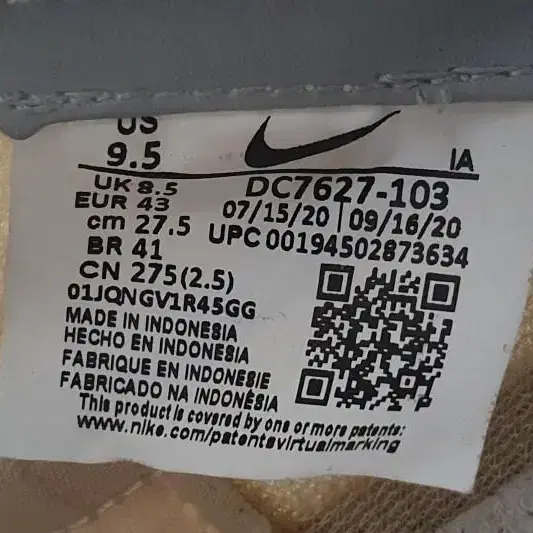 US
9.5
IA
UK 8.5
DC7627-103
EUR 43
07/15/20 | 09/16/20
cm 27.5
UPC 00194502873634
BR 41
CN 275(2.5)
01JQNGV1R45GG
MADE IN INDONESIA
HECHO EN INDONESIA
FABRIQUE EN INDONESIE
FABRICADO NA INDONÉSIA
This product is covered by one or more patents:
www.nike.com/patentsvirtualmarking